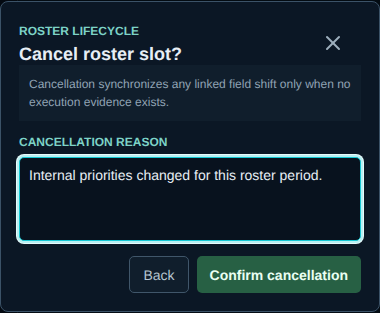 ROSTER LIFECYCLE
Cancel roster slot?
Cancellation synchronizes any linked field shift only when no
execution evidence exists.
CANCELLATION REASON
Internal priorities changed for this roster period.
Back
Confirm cancellation